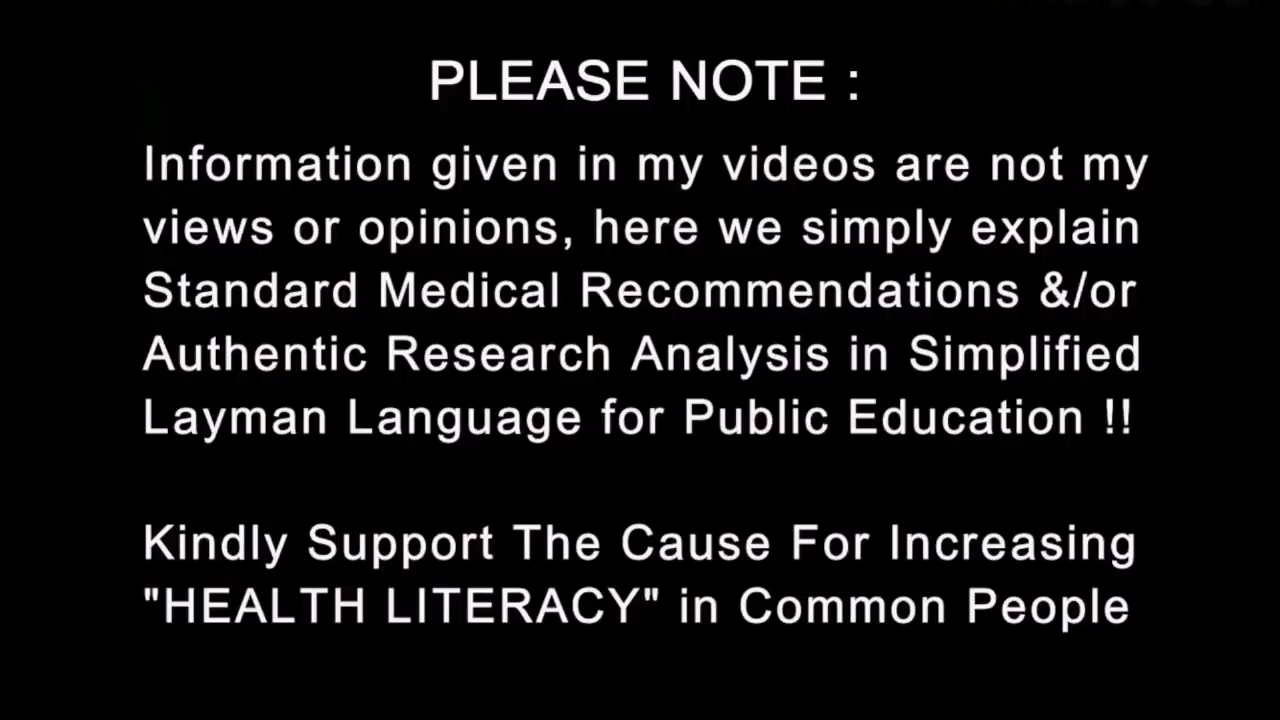 PLEASE NOTE :
Information given in my videos are not my
views or opinions, here we simply explain
Standard Medical Recommendations &/or
Authentic Research Analysis in Simplified
Layman Language for Public Education !!
Kindly Support The Cause For Increasing
"HEALTH LITERACY" in Common People